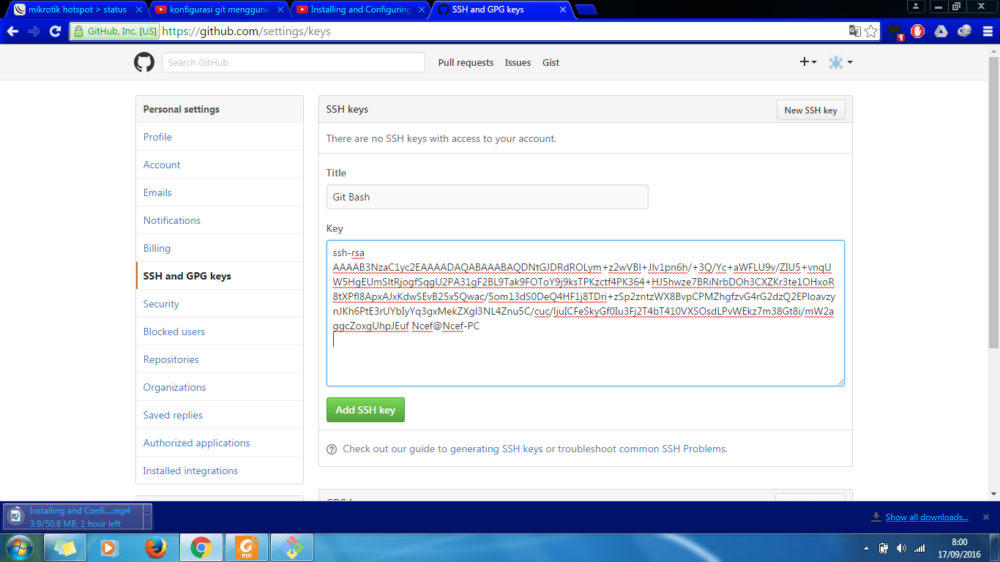 mikrotik hotspot > status
konfigurasi git mengguna
Installing and Configuring
SSH and GPG keys
GitHub, Inc. [US]
https://github.com/settings/keys
1
Search GitHub
Pull requests
Issues
Gist
Personal settings
Profile
Account
Emails
Notifications
Billing
SSH and GPG keys
Security
Blocked users
Repositories
Organizations
Saved replies
Authorized applications
Installed integrations
SSH keys
New SSH key
There are no SSH keys with access to your account.
Title
Git Bash
Key
ssh-rsa
AAAAB3NzaC1yc2EAAAADAQABAAABAQDNtGJDRdROLym+z2wVBl+Jlv1pn6h/+3Q/Yc+aWFLU9v/ZIU5+vnqU
W5HgEUmSItRjogfSqgU2PA31gF2BL9Tak9FOToY9j9ksTPKzctf4PK364+HJ5hwze7BRiNrbDOh3CXZKr3te1OHxoR
8tXPfl8ApxAJxKdwSEvB25x5Qwac/5om13dS0DeQ4HF1j8TDri+zSp2zntzWX8BvpCPMZhgfzvG4rG2dzQ2EPloavzy
nJKh6PtE3rUYbIyYq3gxMekZXgI3NL4Znu5C/cuc/ljuICFeSkyGf0Iu3Fj2T4bT410VXSOsdLPvWEkz7m38Gt8i/mW2a
ggcZoxgUhpJEuf Ncef@Ncef-PC
Add SSH key
Check out our guide to generating SSH keys or troubleshoot common SSH Problems.
Installing and Confi....mp4
3.9/50.8 MB, 1 hour left
Show all downloads...
PDF
8:00
17/09/2016